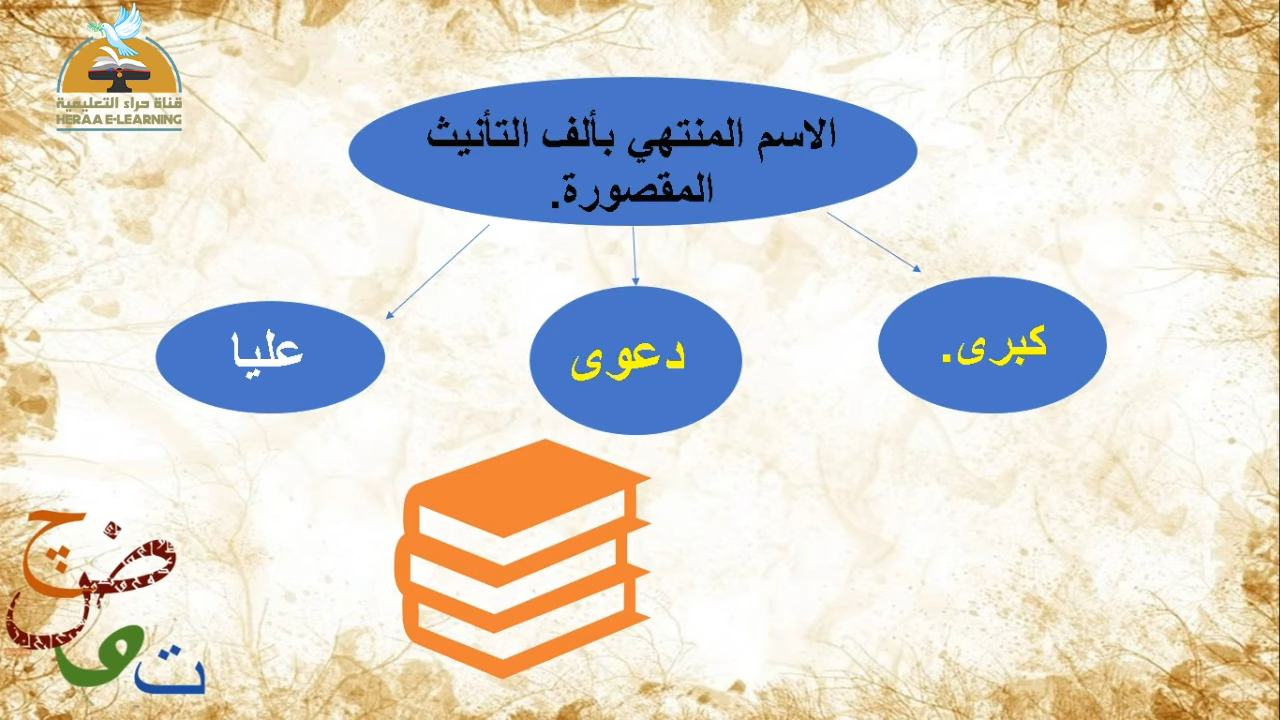 قناة حراء التعليمية
HERAA E-LEARNING
الاسم المنتهي بألف التأنيث
المقصورة.
كبرى.
دعوى
عليا
ج
ض
و
ت